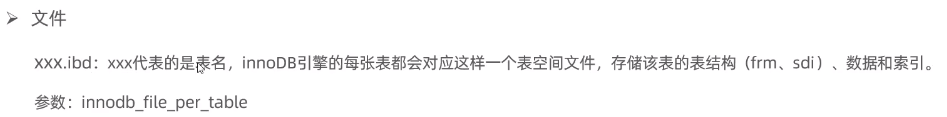 ➢ 文件
xxx.ibd：xxx代表的是表名，innoDB引擎的每张表都会对应这样一个表空间文件，存储该表的表结构（frm、sdi）、数据和索引。
参数：innodb_file_per_table